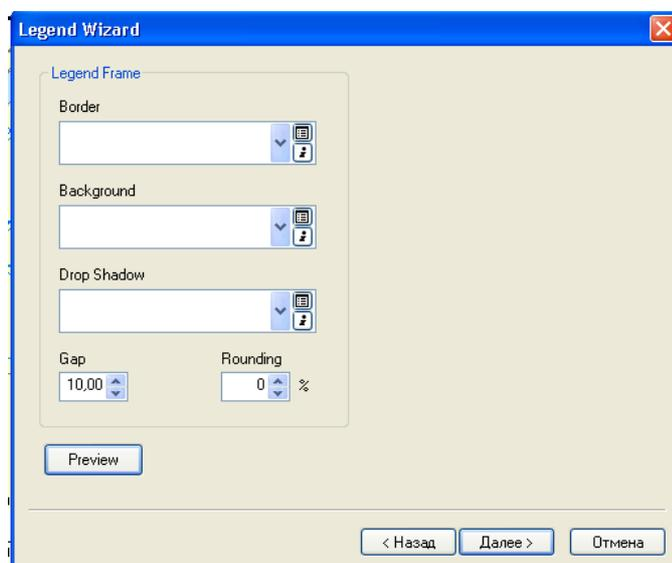 Legend Wizard
Legend Frame
Border
Background
Drop Shadow
Gap Rounding
10,00 0 %
Preview
< Назад Далее > Отмена